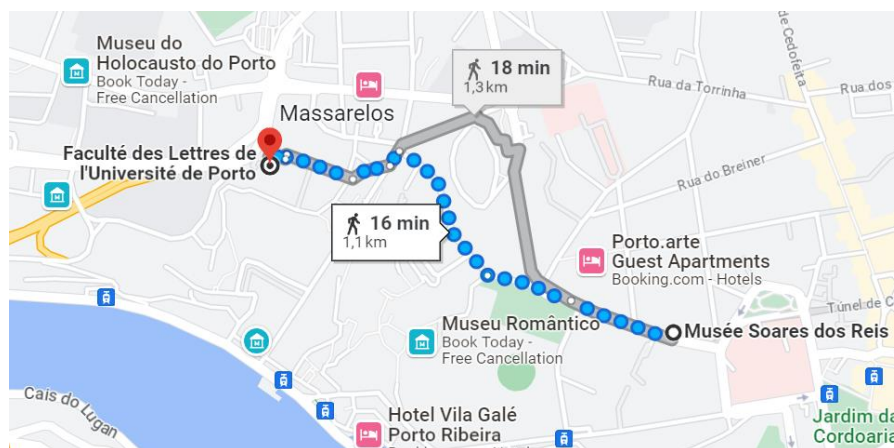 Museu do
Holocausto do Porto
Book Today -
Free Cancellation
18 min
1,3 km
de Cedofeita
Rua da Torrinha
Rua dos
Massarelos
Faculté des Lettres de
l'Université de Porto
Rua do Breiner
16 min
1,1 km
Porto.arte
Guest Apartments
Booking.com - Hotels
Túnel de C
Museu Romântico
Book Today -
Free Cancellation
Musée Soares dos Reis
Cais do Lugan
Hotel Vila Galé
Porto Ribeira
Jardim da
Cordoaria